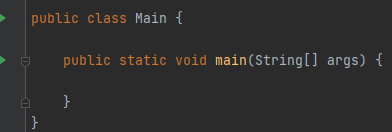 public class Main {
public static void main(String[] args) {
}
}